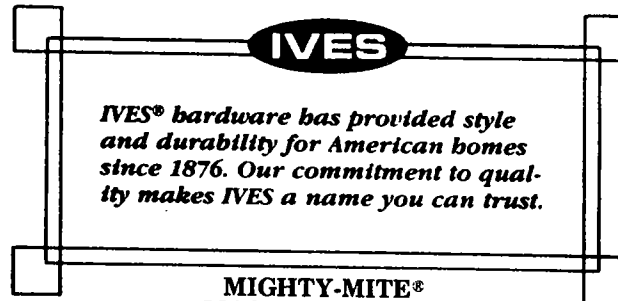 IVES
IVES® hardware has provided style
and durability for American homes
since 1876. Our commitment to qual-
ity makes IVES a name you can trust.
MIGHTY-MITE®